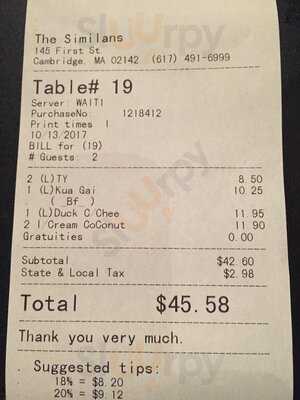 The Similans
145 First St.
Cambridge, MA 02142 (617) 491-6999
Table# 19
Server: WAIT1
PurchaseNo: 1218412
Print times 1
10/13/2017
BILL for (19)
# Guests: 2
2 (L)TY 8.50
1 (L)Kua Gai 10.25
( Bf )
1 (L)Duck C Chee 11.95
2 I/Cream CoConut 11.90
Gratuities 0.00
Subtotal $42.60
State & Local Tax $2.98
Total $45.58
Thank you very much.
Suggested tips:
18% = $8.20
20% = $9.12
Sluurpy